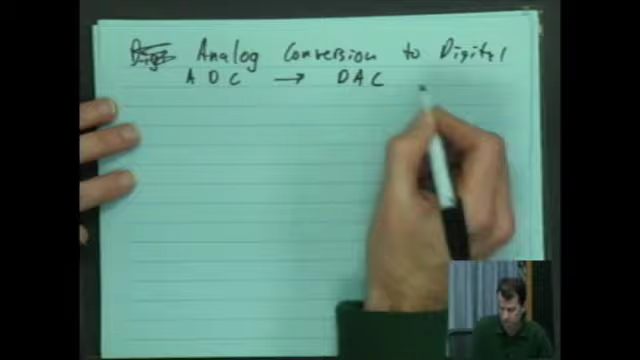 Analog Conversion to Digital
ADC → DAC